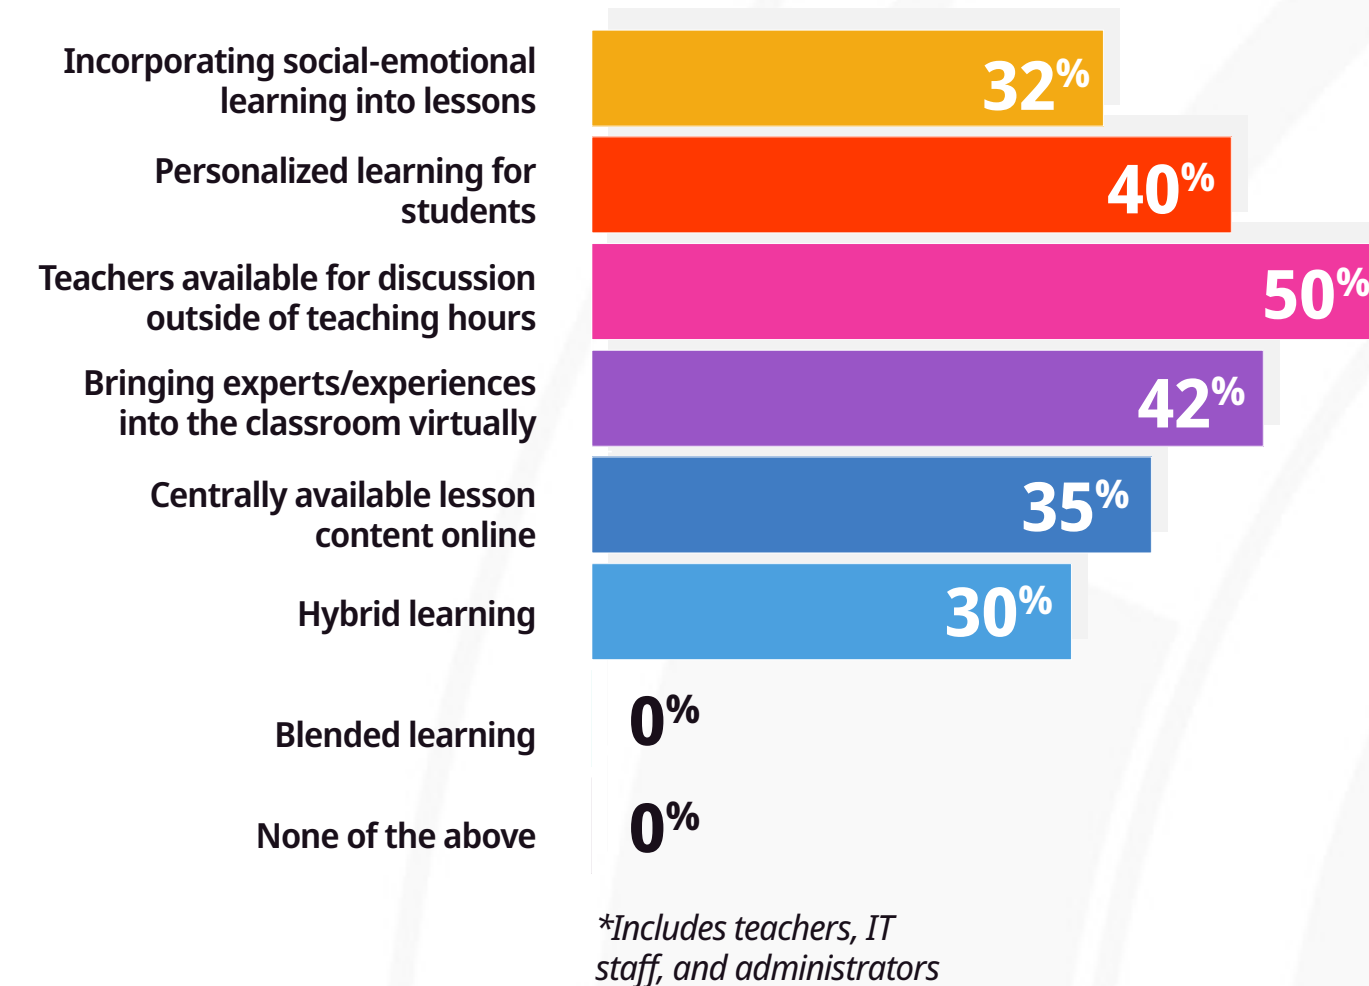 Incorporating social-emotional
learning into lessons
32%
Personalized learning for
students
40%
Teachers available for discussion
outside of teaching hours
50%
Bringing experts/experiences
into the classroom virtually
42%
Centrally available lesson
content online
35%
Hybrid learning
30%
Blended learning
0%
None of the above
0%
*Includes teachers, IT
staff, and administrators